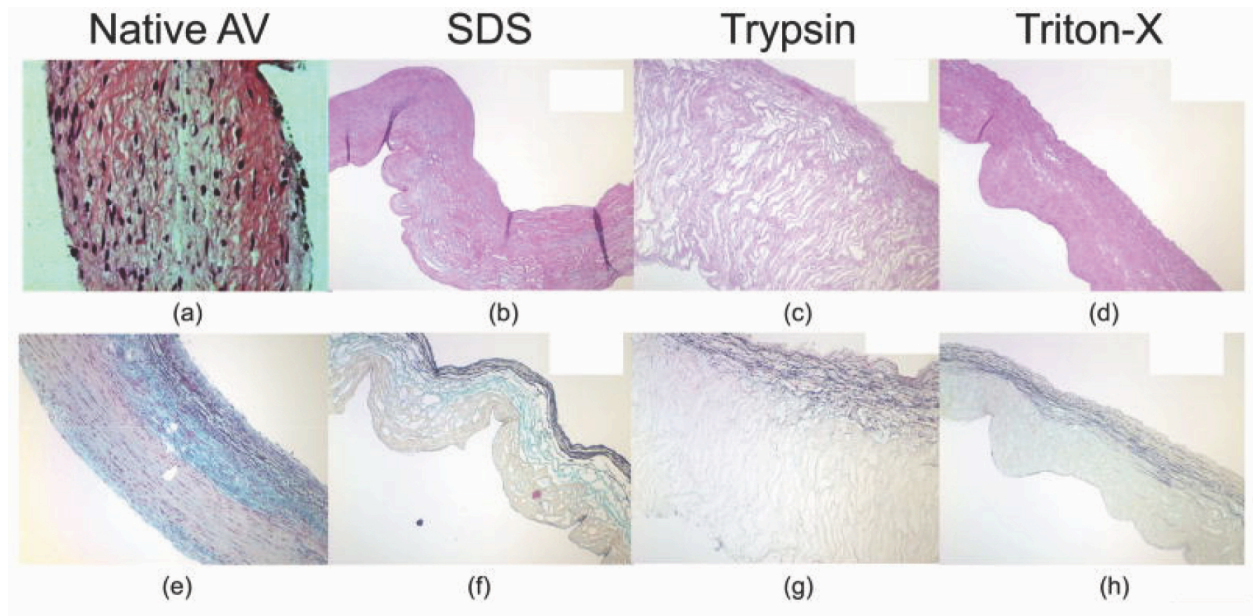 Native AV SDS Trypsin Triton-X
(a) (b) (c) (d)
(e) (f) (g) (h)